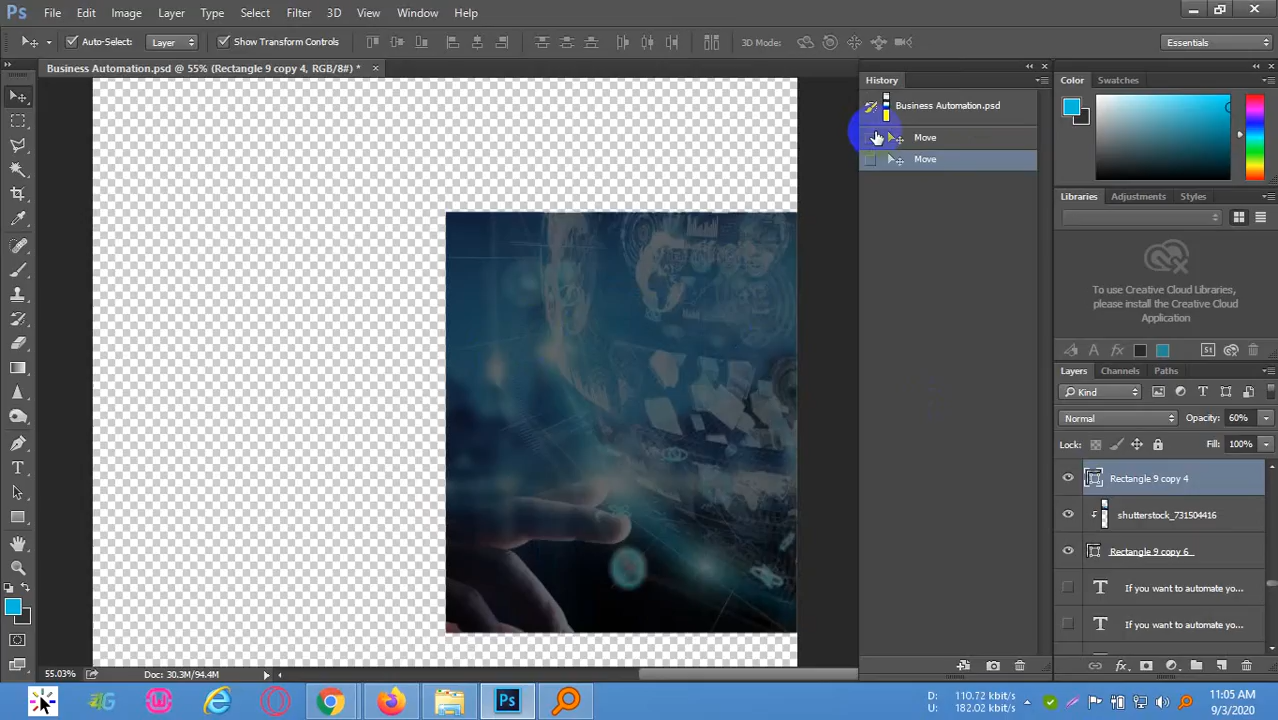 Ps File Edit Image Layer Type Select Filter 3D View Window Help
Auto-Select: Layer Show Transform Controls 3D Mode: Essentials
Business Automation.psd @ 55% (Rectangle 9 copy 4, RGB/8#) *
History
Business Automation.psd
Move
Move
Color Swatches
Libraries Adjustments Styles
To use Creative Cloud Libraries,
please install the Creative Cloud
Application
Layers Channels Paths
Kind
Normal Opacity: 60%
Lock: Fill: 100%
Rectangle 9 copy 4
shutterstock_731504416
Rectangle 9 copy 6
If you want to automate yo...
If you want to automate yo...
55.03% Doc: 30.3M/94.4M
D: 110.72 kbit/s
U: 182.02 kbit/s
11:05 AM
9/3/2020